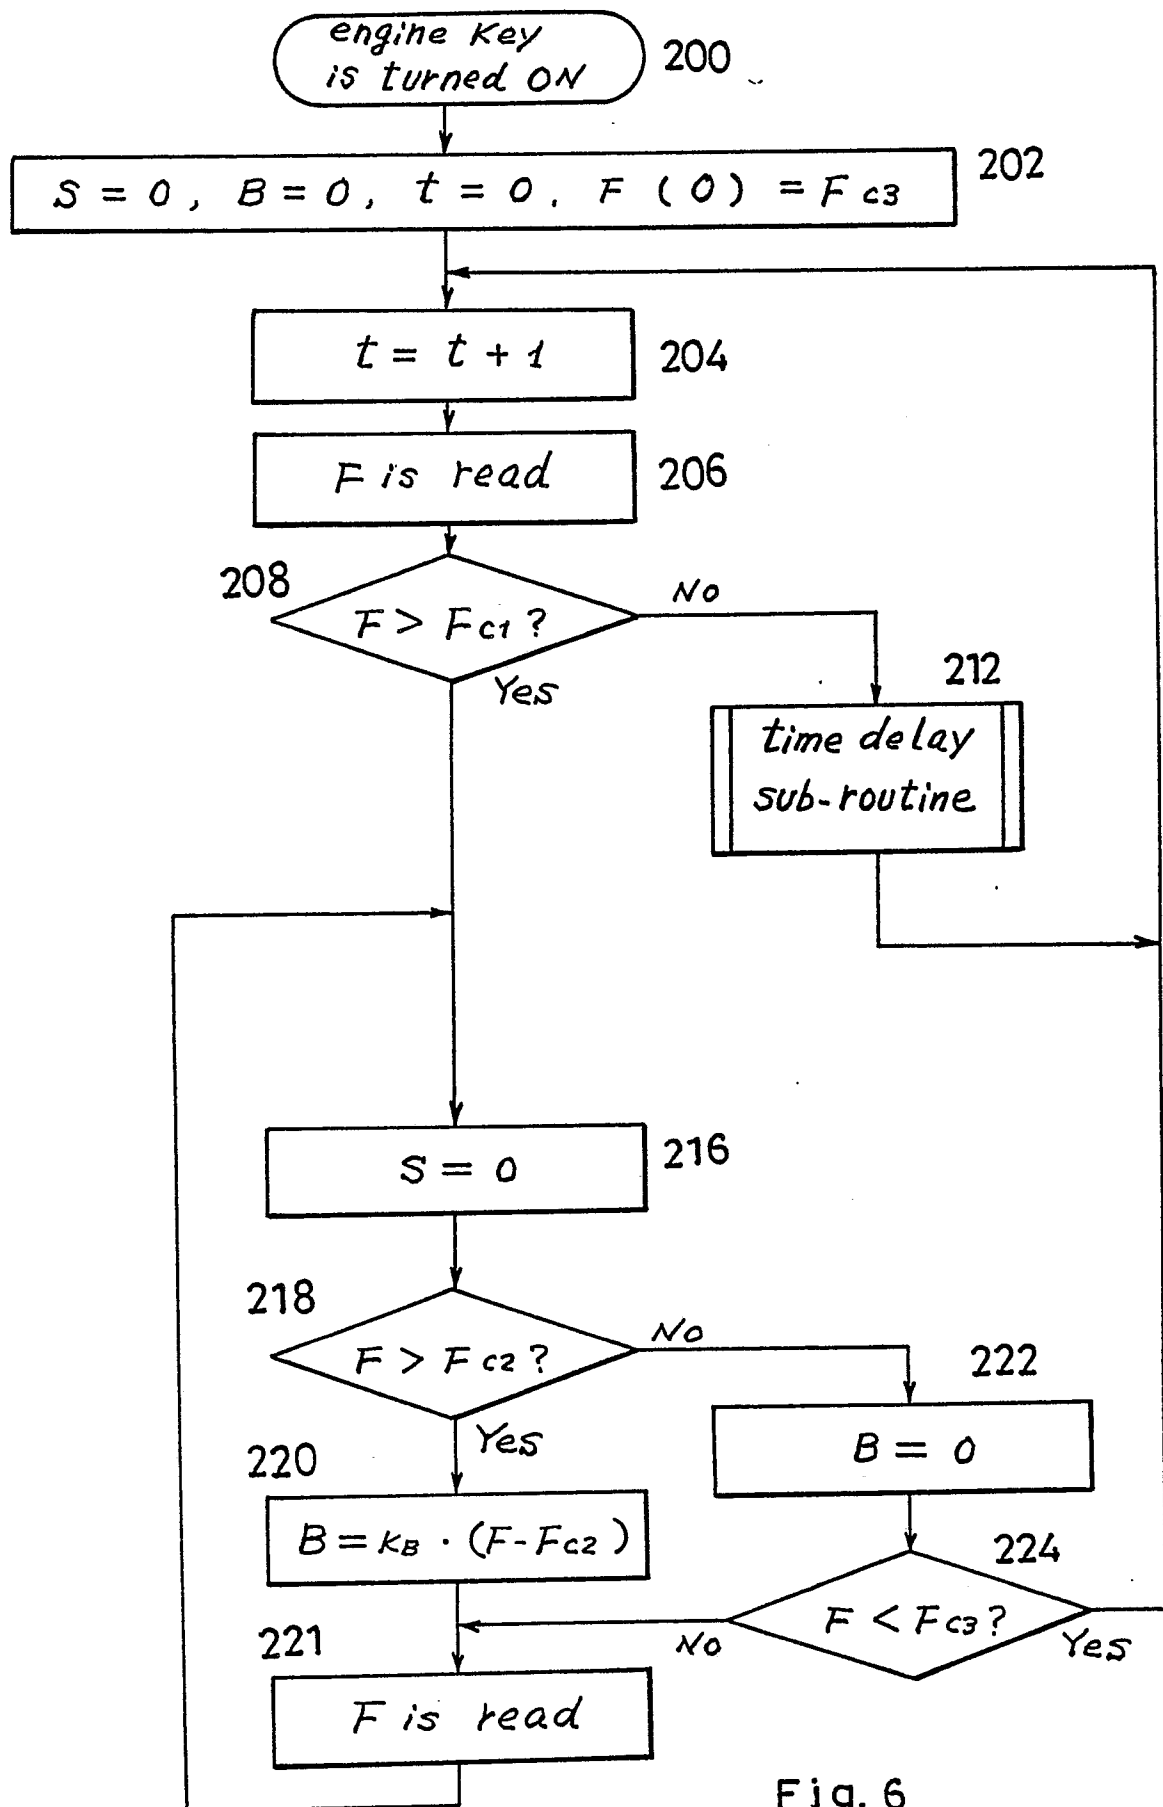 engine Key
is turned ON
200
S = 0, B = 0, t = 0. F (0) = Fc3
202
t = t + 1
204
F is read
206
208
F > Fc1 ?
No
Yes
212
time delay
sub-routine
S = 0
216
218
F > Fc2 ?
No
Yes
222
B = 0
220
B = KB · (F - Fc2)
224
F < Fc3 ?
No
Yes
221
F is read
Fig. 6